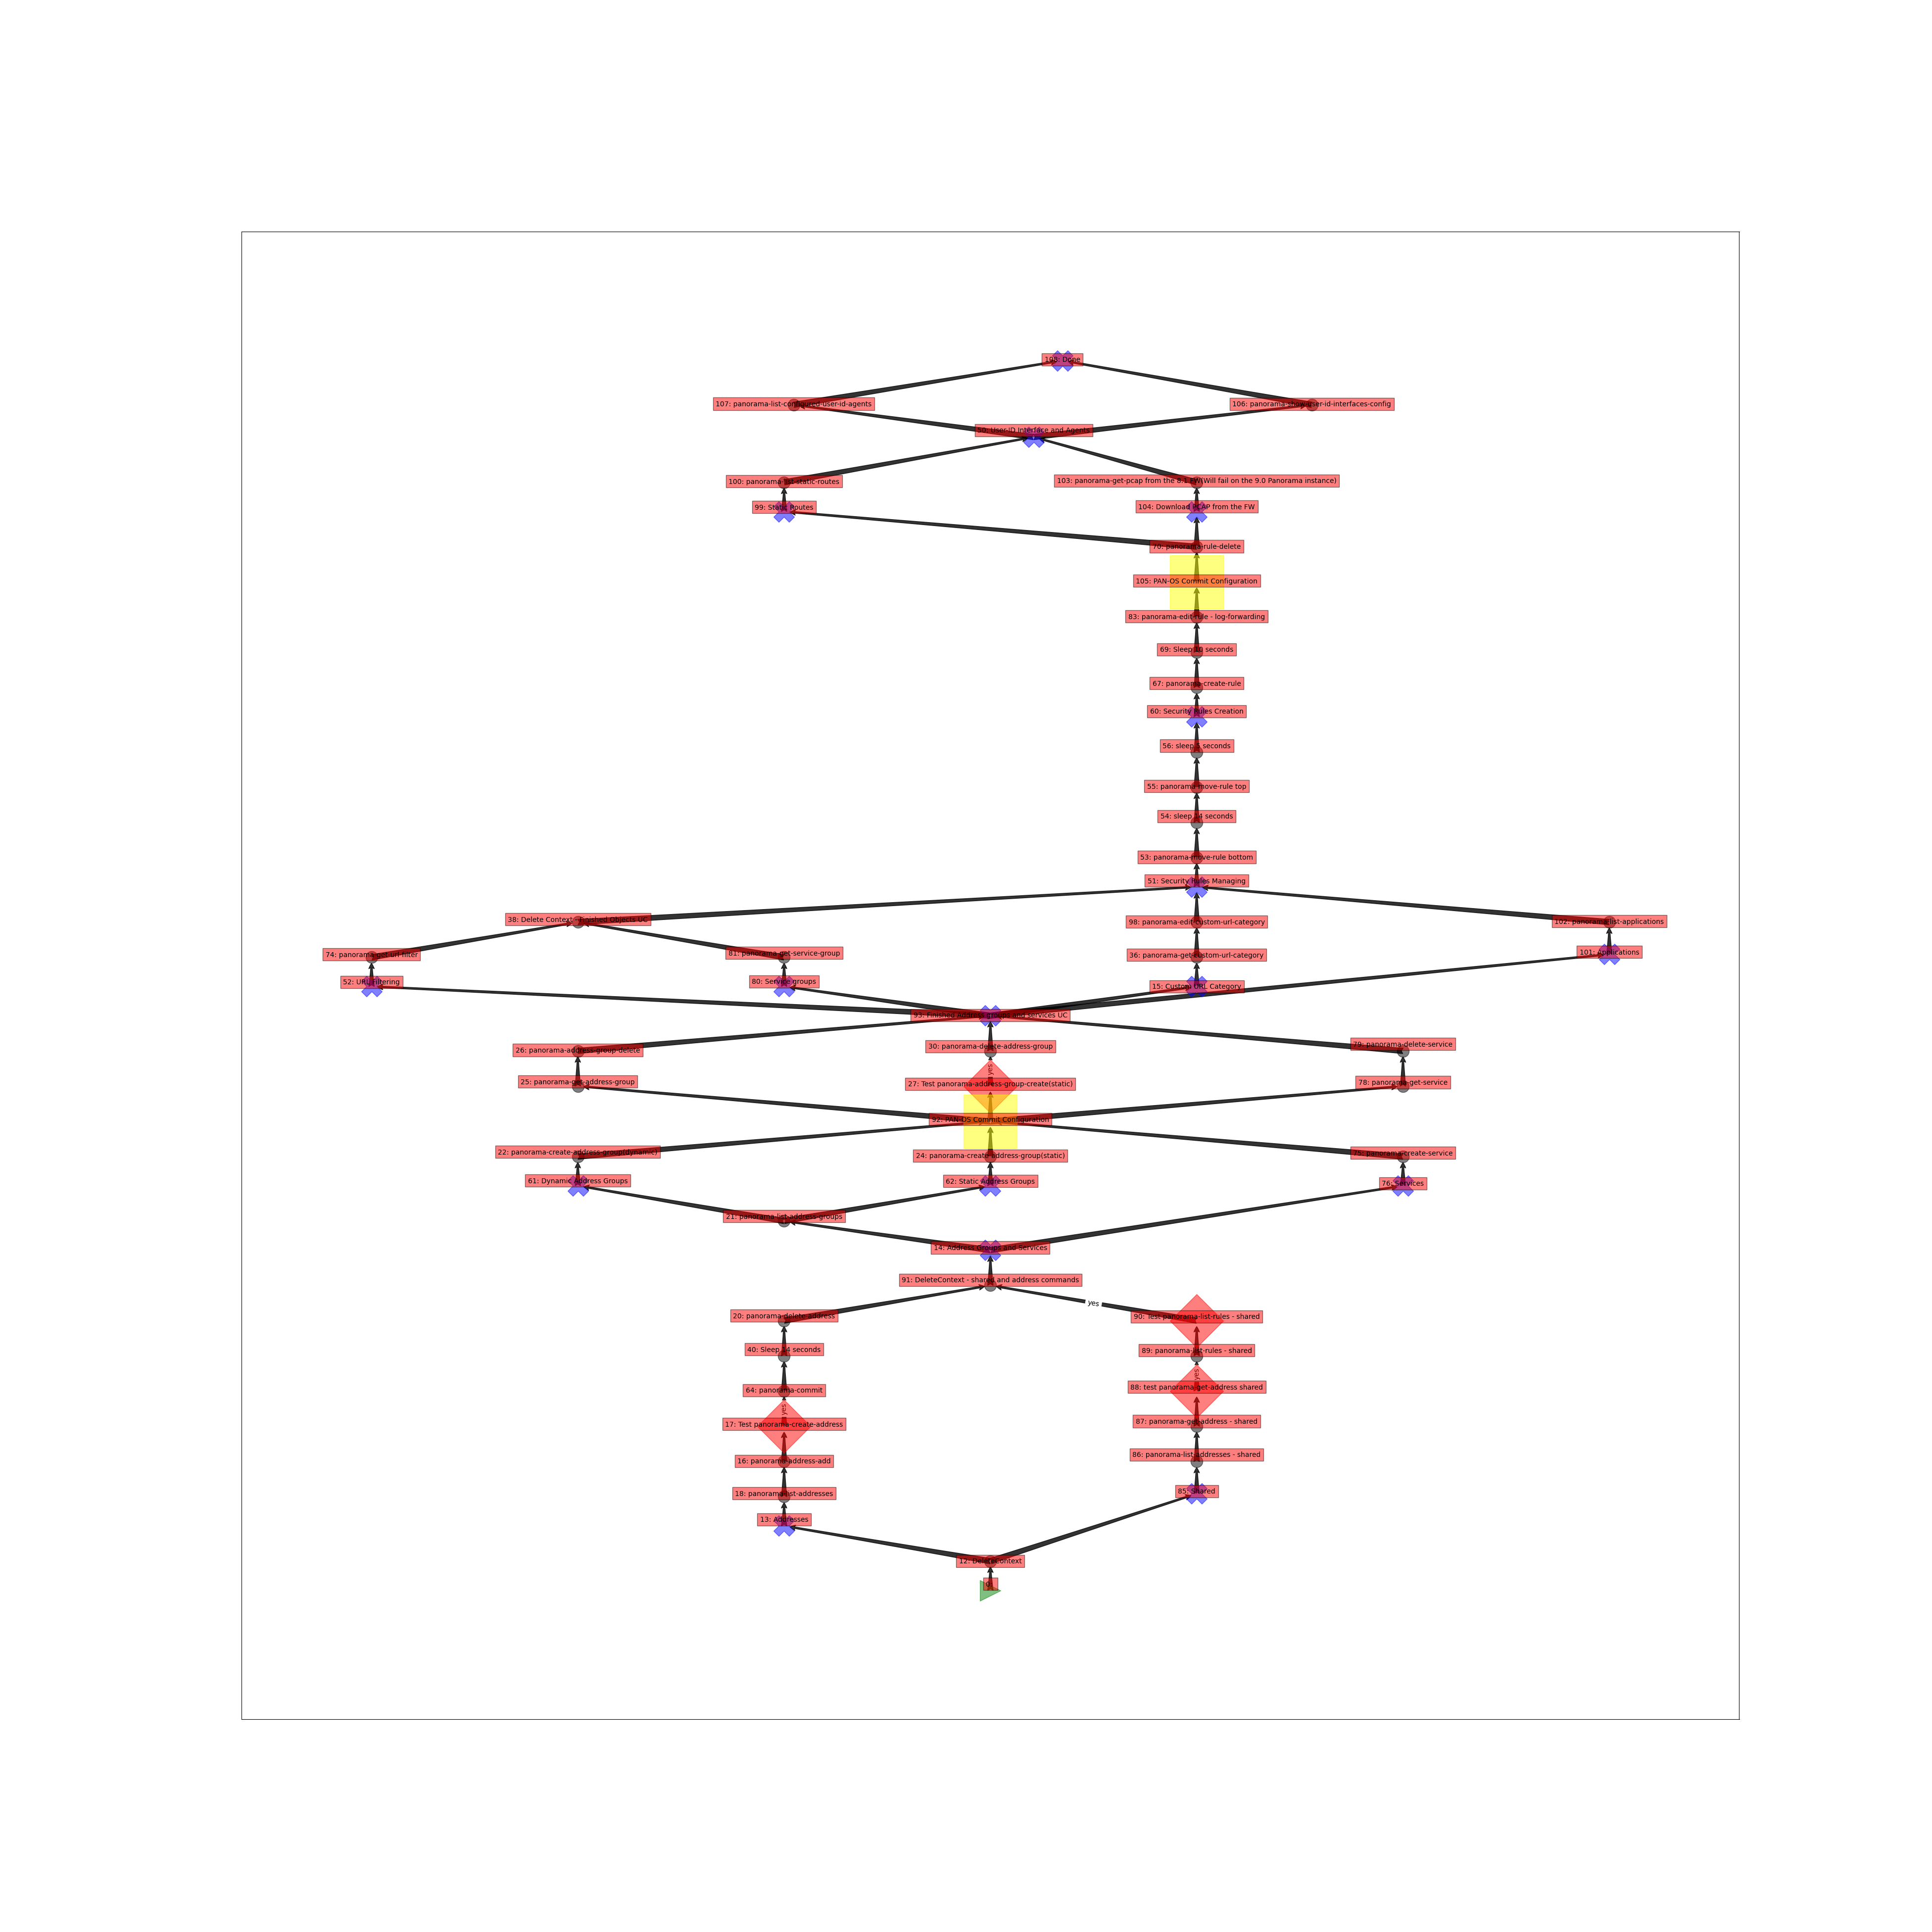 108: Done
107: panorama-list-configured-user-id-agents
106: panorama-show-user-id-interfaces-config
50: User-ID Interface and Agents
100: panorama-list-static-routes
103: panorama-get-pcap from the 8.1 FW(Will fail on the 9.0 Panorama instance)
99: Static Routes
104: Download PCAP from the FW
70: panorama-rule-delete
105: PAN-OS Commit Configuration
83: panorama-edit-rule - log-forwarding
69: Sleep 10 seconds
67: panorama-create-rule
60: Security Rules Creation
56: sleep 5 seconds
55: panorama-move-rule top
54: sleep 14 seconds
53: panorama-move-rule bottom
51: Security Rules Managing
38: Delete Context - Finished Objects UC
98: panorama-edit-custom-url-category
102: panorama-list-applications
74: panorama-get-url-filter
81: panorama-get-service-group
36: panorama-get-custom-url-category
101: Applications
52: URL Filtering
80: Service groups
15: Custom URL Category
93: Finished Address groups and services UC
26: panorama-address-group-delete
30: panorama-delete-address-group
79: panorama-delete-service
yes
25: panorama-get-address-group
27: Test panorama-address-group-create(static)
78: panorama-get-service
92: PAN-OS Commit Configuration
22: panorama-create-address-group(dynamic)
24: panorama-create-address-group(static)
75: panorama-create-service
61: Dynamic Address Groups
62: Static Address Groups
76: Services
21: panorama-list-address-groups
14: Address Groups and Services
91: DeleteContext - shared and address commands
yes
20: panorama-delete-address
90: Test panorama-list-rules - shared
40: Sleep 14 seconds
89: panorama-list-rules - shared
yes
64: panorama-commit
88: test panorama-get-address shared
yes
17: Test panorama-create-address
87: panorama-get-address - shared
16: panorama-address-add
86: panorama-list-addresses - shared
18: panorama-list-addresses
85: Shared
13: Addresses
12: DeleteContext
0: